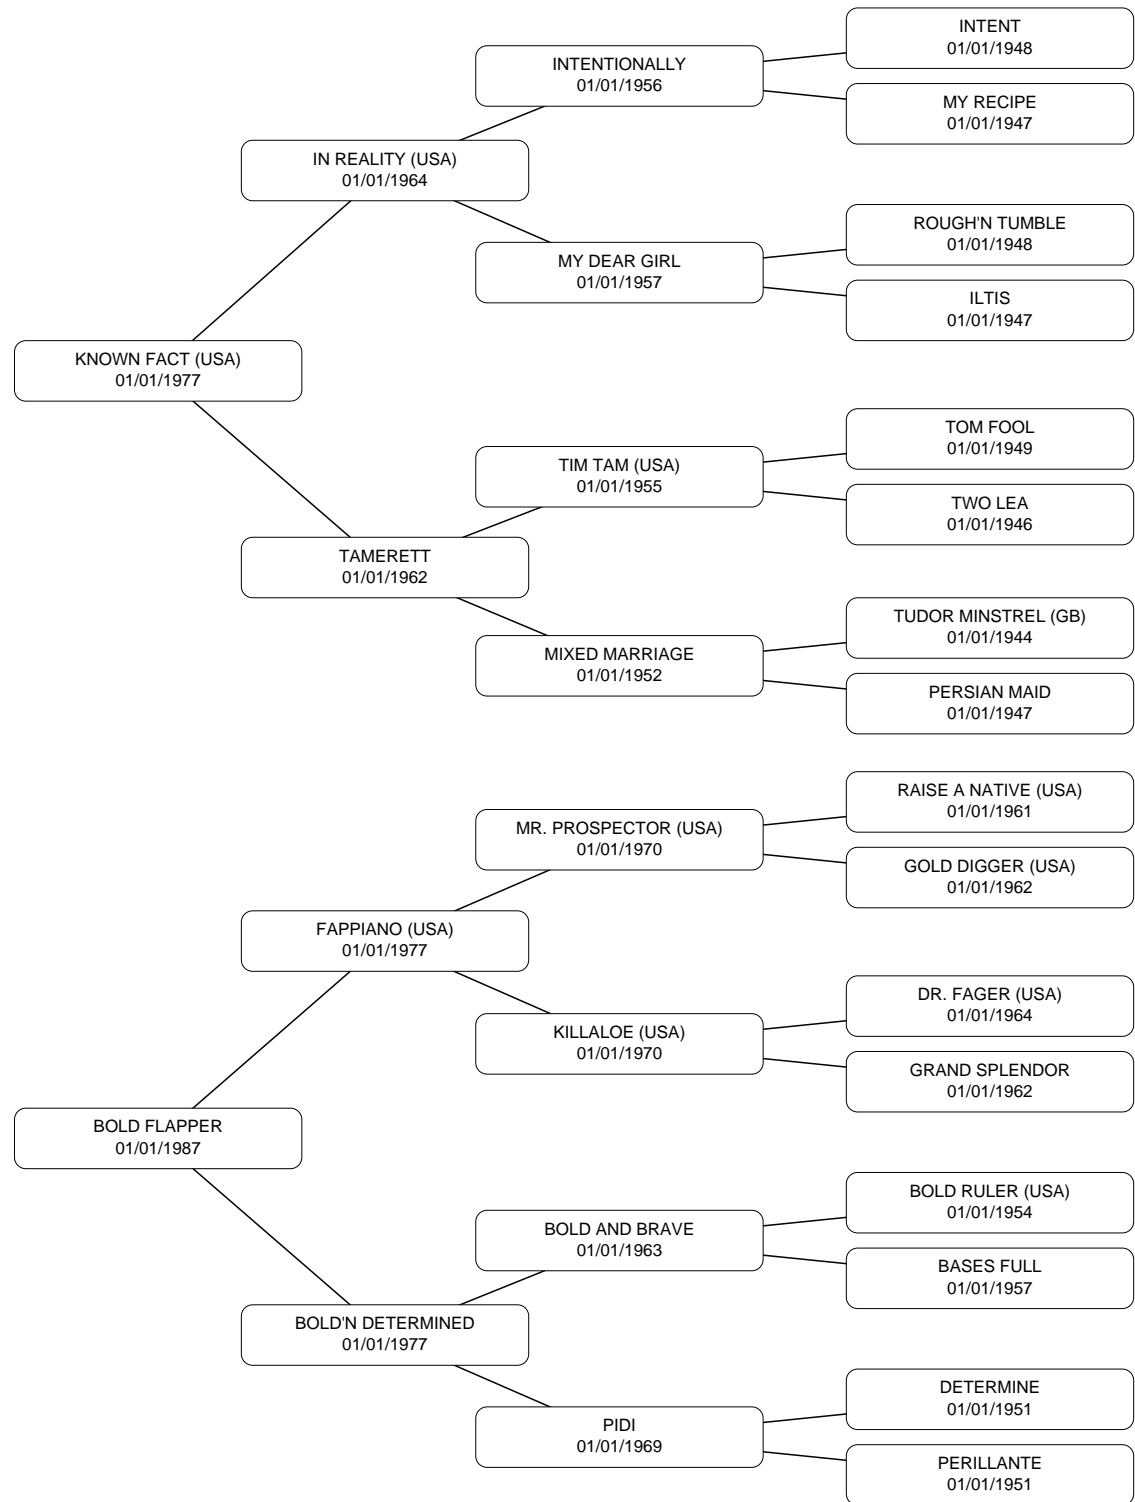 INTENT
01/01/1948
INTENTIONALLY
01/01/1956
MY RECIPE
01/01/1947
IN REALITY (USA)
01/01/1964
ROUGH'N TUMBLE
01/01/1948
MY DEAR GIRL
01/01/1957
ILTIS
01/01/1947
KNOWN FACT (USA)
01/01/1977
TOM FOOL
01/01/1949
TIM TAM (USA)
01/01/1955
TWO LEA
01/01/1946
TAMERETT
01/01/1962
TUDOR MINSTREL (GB)
01/01/1944
MIXED MARRIAGE
01/01/1952
PERSIAN MAID
01/01/1947
RAISE A NATIVE (USA)
01/01/1961
MR. PROSPECTOR (USA)
01/01/1970
GOLD DIGGER (USA)
01/01/1962
FAPPIANO (USA)
01/01/1977
DR. FAGER (USA)
01/01/1964
KILLALOE (USA)
01/01/1970
GRAND SPLENDOR
01/01/1962
BOLD FLAPPER
01/01/1987
BOLD RULER (USA)
01/01/1954
BOLD AND BRAVE
01/01/1963
BASES FULL
01/01/1957
BOLD'N DETERMINED
01/01/1977
DETERMINE
01/01/1951
PIDI
01/01/1969
PERILLANTE
01/01/1951